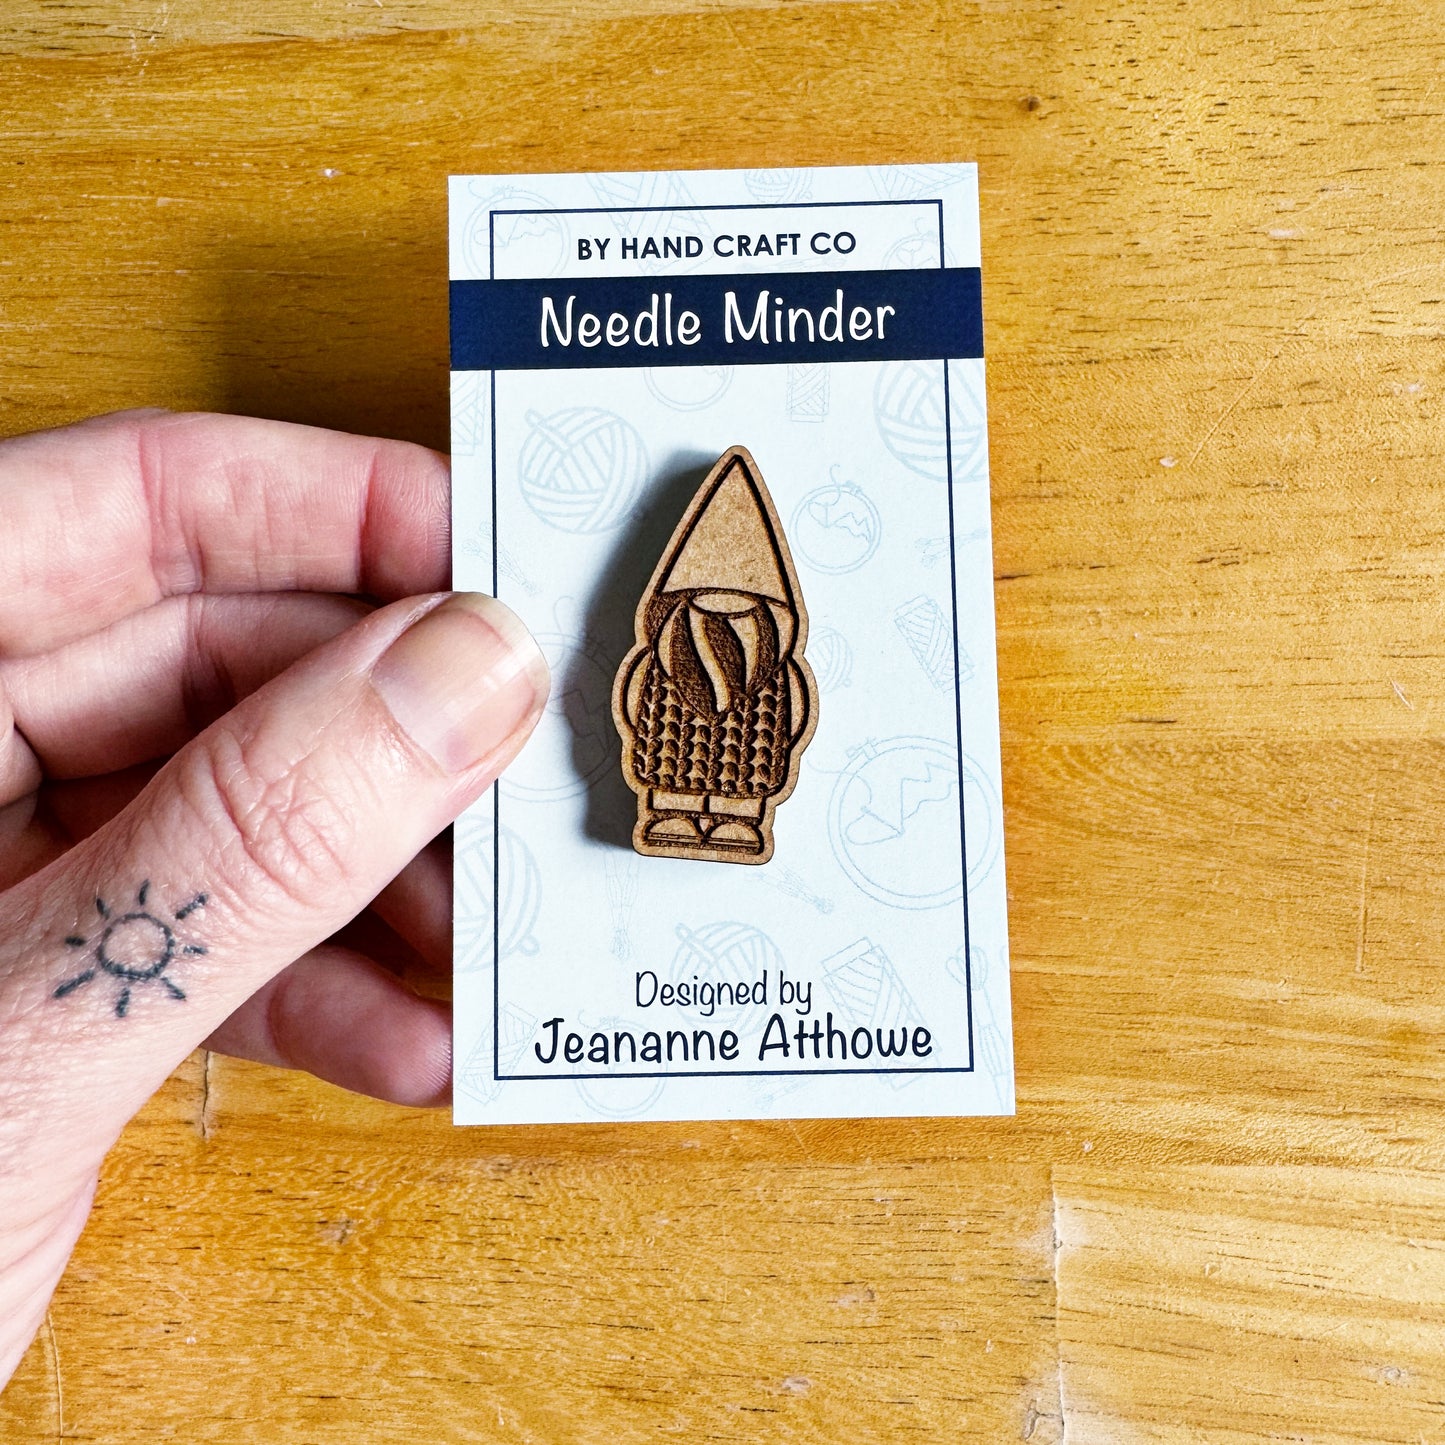 BY HAND CRAFT CO
Needle Minder
Designed by
Jeananne Atthowe